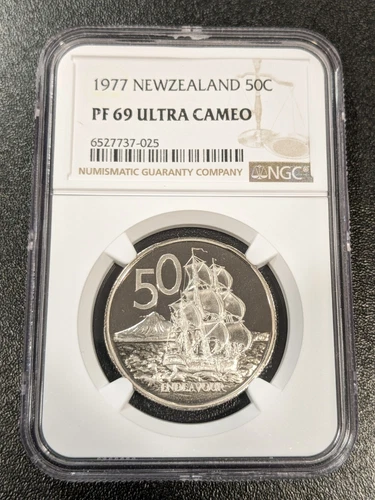 1977 NEWZEALAND 50C
PF 69 ULTRA CAMEO
6527737-025
NUMISMATIC GUARANTY COMPANY
NGC
50
ENDEAVOUR